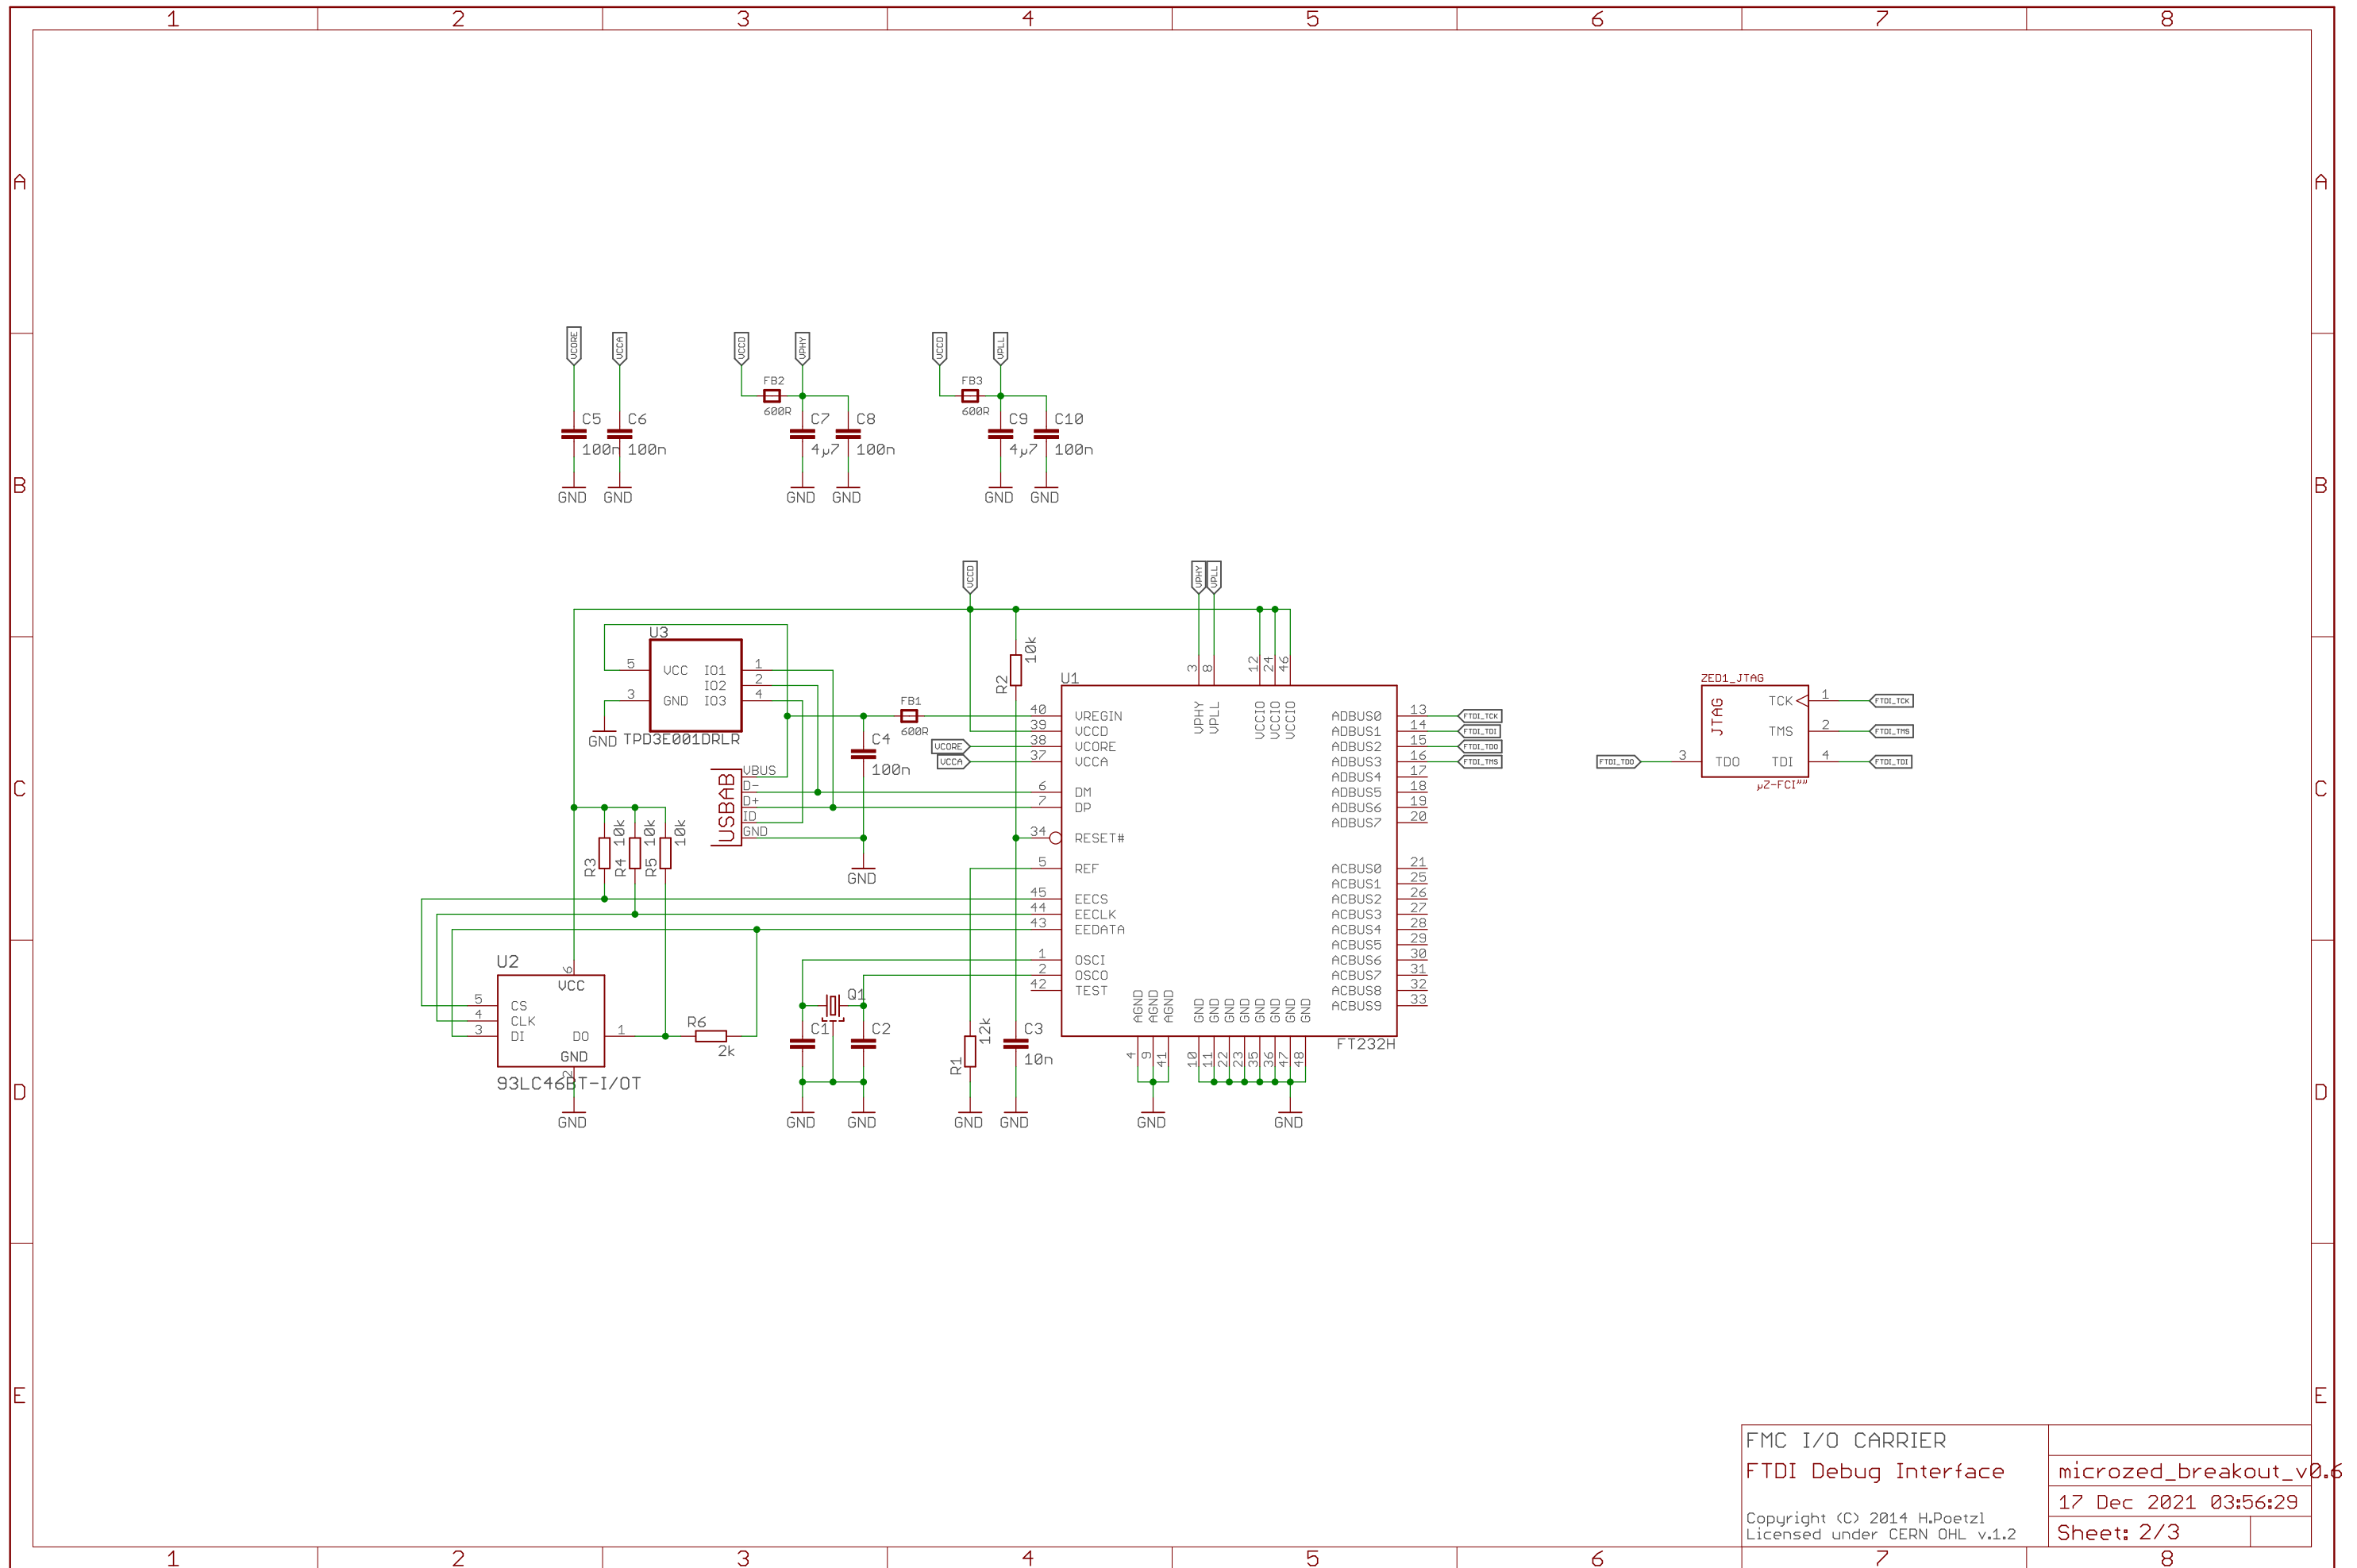 1 2 3 4 5 6 7 8
A A
VCORE VCCA VCCD VPHY VCCD VPLL
FB2 FB3
600R 600R
C5 C6 C7 C8 C9 C10
100n 100n 4µ7 100n 4µ7 100n
B B
GND GND GND GND GND GND
VCCD VPHY VPLL
U3
5 VCC IO1 1
IO2 2
3 GND IO3 4
GND TPD3E001DRLR
R2 10k
FB1
600R
C4
100n
GND
VCORE
VCCA
USBAB
VBUS
D-
D+
ID
GND
R3 10k
R4 10k
R5 10k
U1
3 8 12 24 46
VPHY VPLL VCCIO VCCIO VCCIO
40 VREGIN
39 VCCD
38 VCORE
37 VCCA
6 DM
7 DP
34 RESET#
5 REF
45 EECS
44 EECLK
43 EEDATA
1 OSCI
2 OSCO
42 TEST
ADBUS0 13 FTDI_TCK
ADBUS1 14 FTDI_TDI
ADBUS2 15 FTDI_TDO
ADBUS3 16 FTDI_TMS
ADBUS4 17
ADBUS5 18
ADBUS6 19
ADBUS7 20
ACBUS0 21
ACBUS1 25
ACBUS2 26
ACBUS3 27
ACBUS4 28
ACBUS5 29
ACBUS6 30
ACBUS7 31
ACBUS8 32
ACBUS9 33
AGND AGND AGND GND GND GND GND GND GND GND GND
4 9 41 10 11 22 23 35 36 47 48
FT232H
GND GND
ZED1_JTAG
JTAG
TCK 1 FTDI_TCK
TMS 2 FTDI_TMS
FTDI_TDO 3 TDO TDI 4 FTDI_TDI
µZ-FCI""
C C
U2
6
VCC
5 CS
4 CLK
3 DI DO 1
GND
2
93LC46BT-I/OT
GND
R6
2k
Q1
C1 C2
GND GND
R1 12k
GND
C3
10n
GND
D D
E E
FMC I/O CARRIER
FTDI Debug Interface
Copyright (C) 2014 H.Poetzl
Licensed under CERN OHL v.1.2
microzed_breakout_v0.6
17 Dec 2021 03:56:29
Sheet: 2/3
1 2 3 4 5 6 7 8